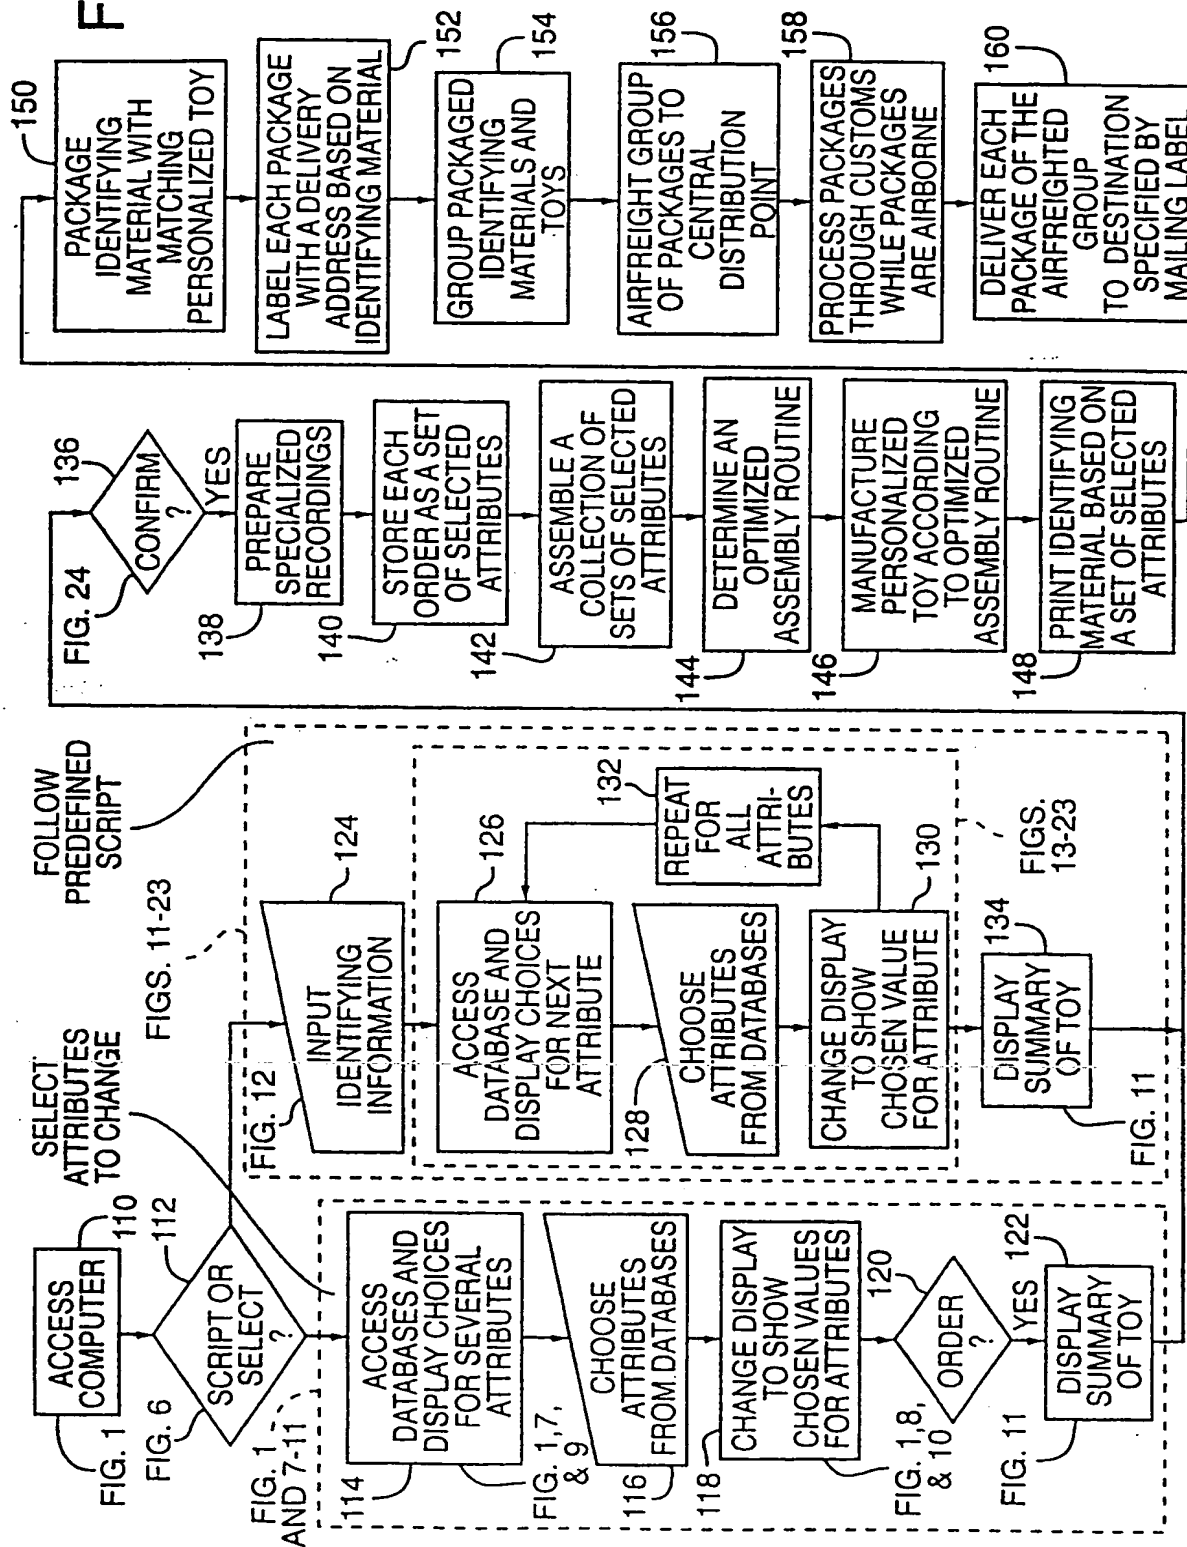 ACCESS
COMPUTER
110
FIG. 1
SCRIPT OR
SELECT
?
112
FIG. 6
SELECT
ATTRIBUTES
TO CHANGE
FIG. 1
AND 7-11
ACCESS
DATABASES AND
DISPLAY CHOICES
FOR SEVERAL
ATTRIBUTES
114
FIG. 1,7,
& 9
CHOOSE
ATTRIBUTES
FROM DATABASES
116
CHANGE DISPLAY
TO SHOW
CHOSEN VALUES
FOR ATTRIBUTES
118
FIG. 1,8,
& 10
ORDER
?
120
YES
DISPLAY
SUMMARY
OF TOY
122
FIG. 11
FOLLOW
PREDEFINED
SCRIPT
FIGS. 11-23
INPUT
IDENTIFYING
INFORMATION
124
FIG. 12
ACCESS
DATABASE AND
DISPLAY CHOICES
FOR NEXT
ATTRIBUTE
126
CHOOSE
ATTRIBUTES
FROM DATABASES
128
CHANGE DISPLAY
TO SHOW
CHOSEN VALUE
FOR ATTRIBUTE
130
REPEAT
FOR
ALL
ATTRI-
BUTES
132
FIGS.
13-23
DISPLAY
SUMMARY
OF TOY
134
FIG. 11
CONFIRM
?
136
FIG. 24
YES
PREPARE
SPECIALIZED
RECORDINGS
138
STORE EACH
ORDER AS A SET
OF SELECTED
ATTRIBUTES
140
ASSEMBLE A
COLLECTION OF
SETS OF SELECTED
ATTRIBUTES
142
DETERMINE AN
OPTIMIZED
ASSEMBLY ROUTINE
144
MANUFACTURE
PERSONALIZED
TOY ACCORDING
TO OPTIMIZED
ASSEMBLY ROUTINE
146
PRINT IDENTIFYING
MATERIAL BASED ON
A SET OF SELECTED
ATTRIBUTES
148
F
PACKAGE
IDENTIFYING
MATERIAL WITH
MATCHING
PERSONALIZED TOY
150
LABEL EACH PACKAGE
WITH A DELIVERY
ADDRESS BASED ON
IDENTIFYING MATERIAL
152
GROUP PACKAGED
IDENTIFYING
MATERIALS AND
TOYS
154
AIRFREIGHT GROUP
OF PACKAGES TO
CENTRAL
DISTRIBUTION
POINT
156
PROCESS PACKAGES
THROUGH CUSTOMS
WHILE PACKAGES
ARE AIRBORNE
158
DELIVER EACH
PACKAGE OF THE
AIRFREIGHTED
GROUP
TO DESTINATION
SPECIFIED BY
MAILING LABEL
160